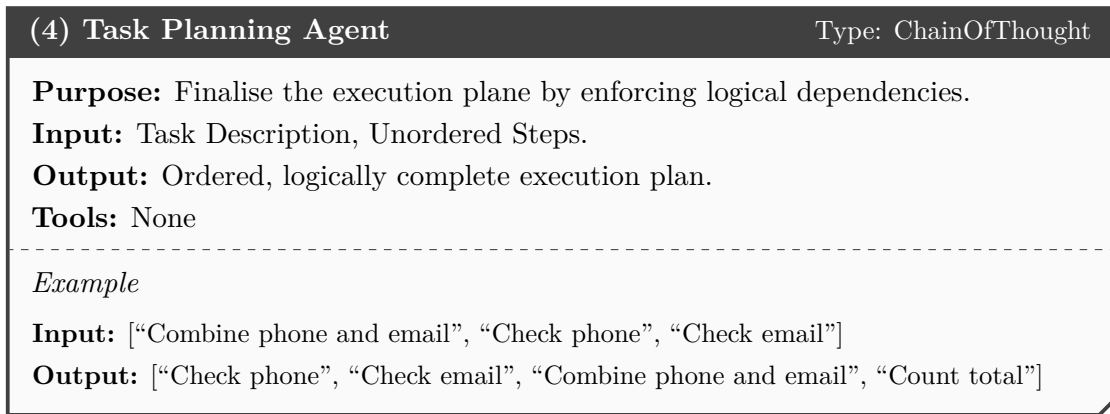 (4) Task Planning Agent Type: ChainOfThought
Purpose: Finalise the execution plane by enforcing logical dependencies.
Input: Task Description, Unordered Steps.
Output: Ordered, logically complete execution plan.
Tools: None
Example
Input: [“Combine phone and email”, “Check phone”, “Check email”]
Output: [“Check phone”, “Check email”, “Combine phone and email”, “Count total”]